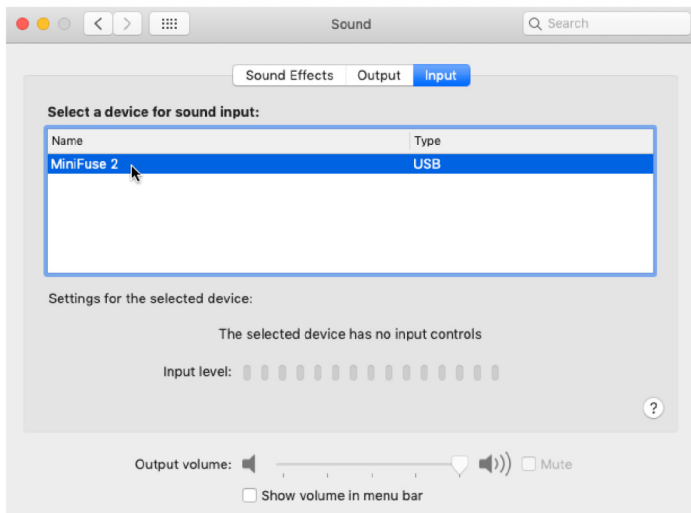 Sound
Search
Sound Effects Output Input
Select a device for sound input:
Name Type
MiniFuse 2 USB
Settings for the selected device:
The selected device has no input controls
Input level:
?
Output volume: Mute
Show volume in menu bar